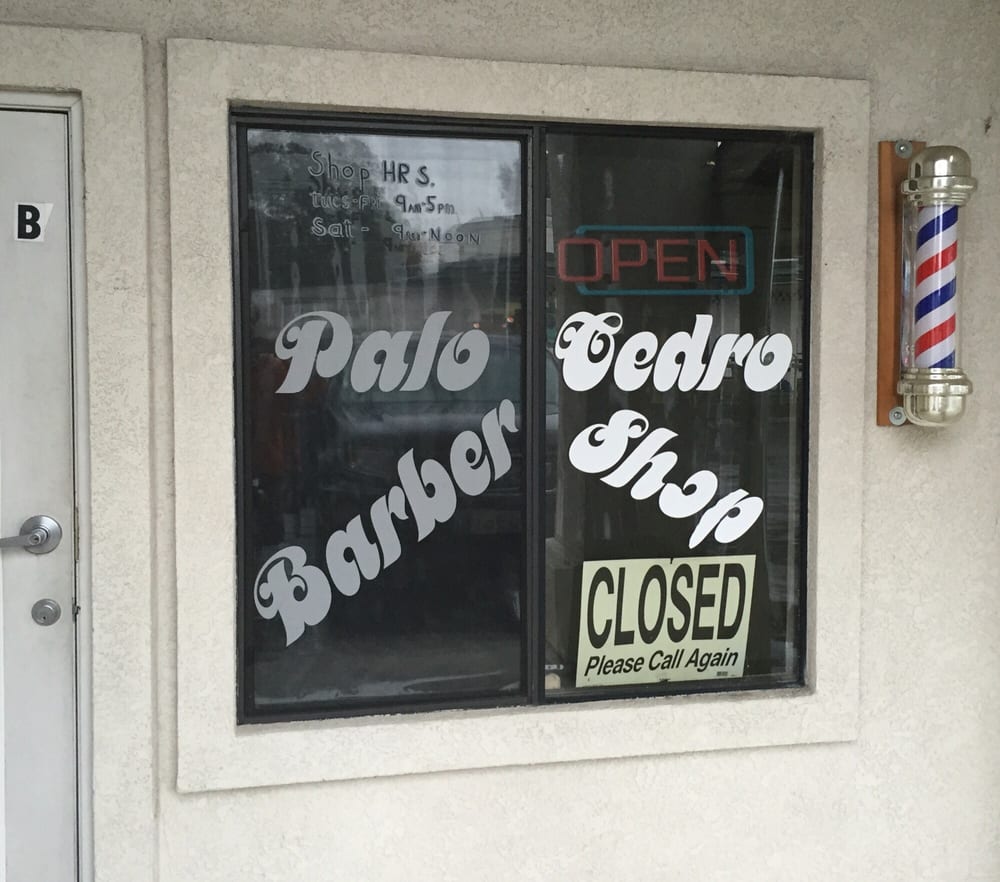 B
Shop HRS.
Tues-Fri 9AM-5PM
Sat- 9AM-NOON
OPEN
Palo Cedro
Barber Shop
CLOSED
Please Call Again